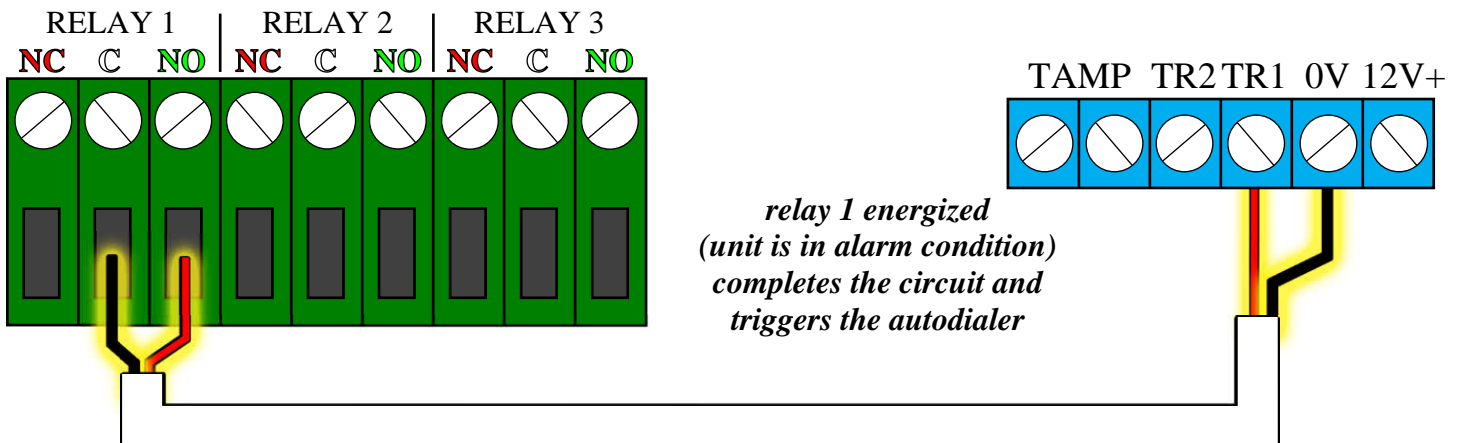 RELAY 1 RELAY 2 RELAY 3
NC C NO NC C NO NC C NO
TAMP TR2 TR1 0V 12V+
relay 1 energized
(unit is in alarm condition)
completes the circuit and
triggers the autodialer